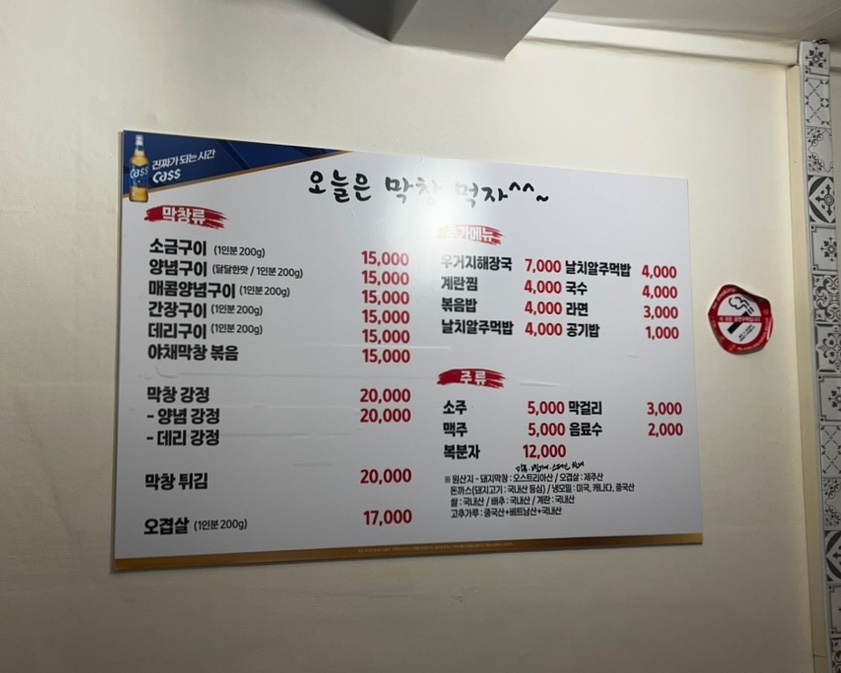 진짜가 되는 시간
Cass
오늘은 막창 먹자^^~
막창류
소금구이 (1인분 200g) 15,000
양념구이 (달달한맛 / 1인분 200g) 15,000
매콤양념구이 (1인분 200g) 15,000
간장구이 (1인분 200g) 15,000
데리구이 (1인분 200g) 15,000
야채막창 볶음 15,000
막창 강정 20,000
- 양념 강정 20,000
- 데리 강정
막창 튀김 20,000
오겹살 (1인분 200g) 17,000
추가메뉴
우거지해장국 7,000 날치알주먹밥 4,000
계란찜 4,000 국수 4,000
볶음밥 4,000 라면 3,000
날치알주먹밥 4,000 공기밥 1,000
주류
소주 5,000 막걸리 3,000
맥주 5,000 음료수 2,000
복분자 12,000
※ 원산지 - 돼지막창 : 오스트리아산 / 오겹살 : 제주산
돈까스(돼지고기 : 국내산 등심) / 냉모밀 : 미국, 캐나다, 중국산
쌀 : 국내산 / 배추 : 국내산 / 계란 : 국내산
고추가루 : 중국산+베트남산+국내산